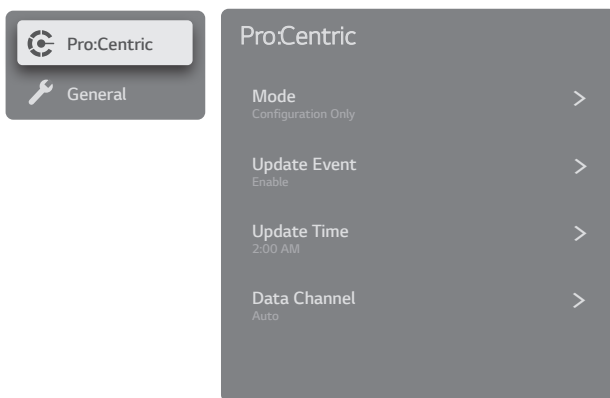 Pro:Centric
General
Pro:Centric
Mode
Configuration Only
Update Event
Enable
Update Time
2:00 AM
Data Channel
Auto